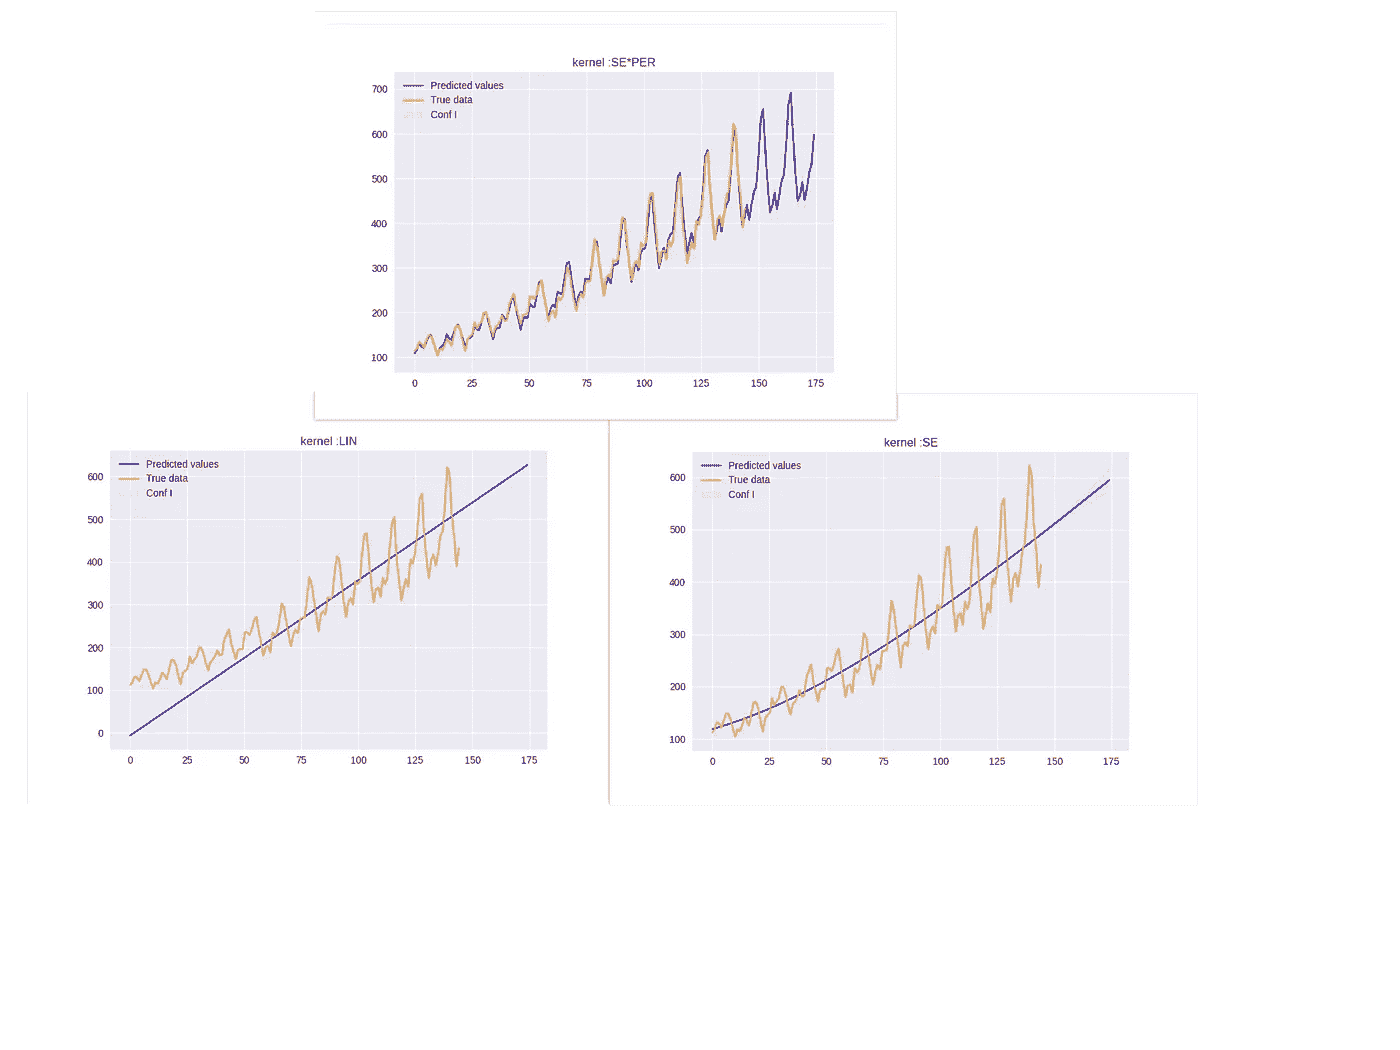 kernel :SE*PER
Predicted values
True data
Conf I
700
600
500
400
300
200
100
0 25 50 75 100 125 150 175
kernel :LIN
Predicted values
True data
Conf I
600
500
400
300
200
100
0
0 25 50 75 100 125 150 175
kernel :SE
Predicted values
True data
Conf I
600
500
400
300
200
100
0 25 50 75 100 125 150 175